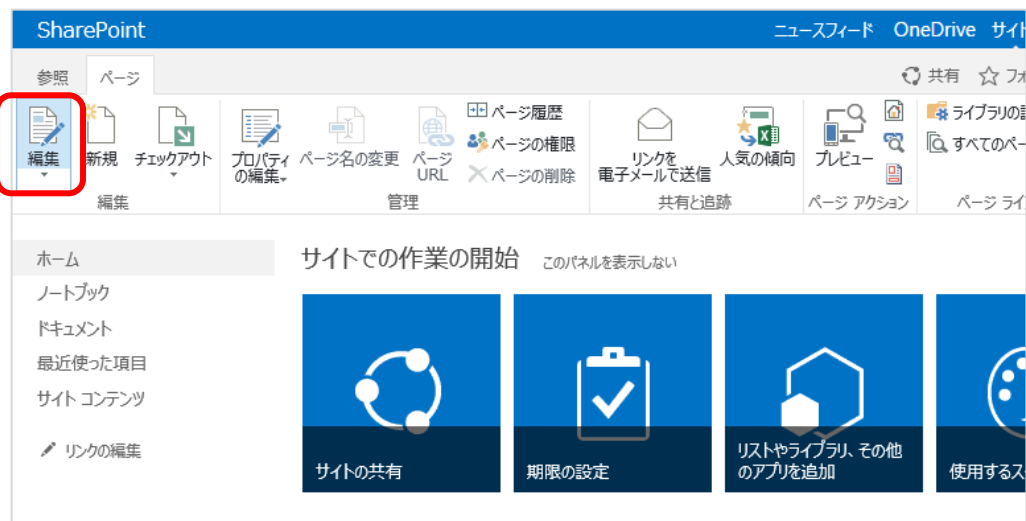 SharePoint
ニュースフィード OneDrive サイト
参照 ページ
共有 フォ
編集
新規
チェックアウト
編集
プロパティ
の編集
ページ名の変更
ページ
URL
ページ履歴
ページの権限
ページの削除
管理
リンクを
電子メールで送信
人気の傾向
共有と追跡
プレビュー
ページ アクション
ライブラリの設
すべてのペー
ページ ライ
ホーム
ノートブック
ドキュメント
最近使った項目
サイト コンテンツ
リンクの編集
サイトでの作業の開始 このパネルを表示しない
サイトの共有
期限の設定
リストやライブラリ、その他
のアプリを追加
使用するス